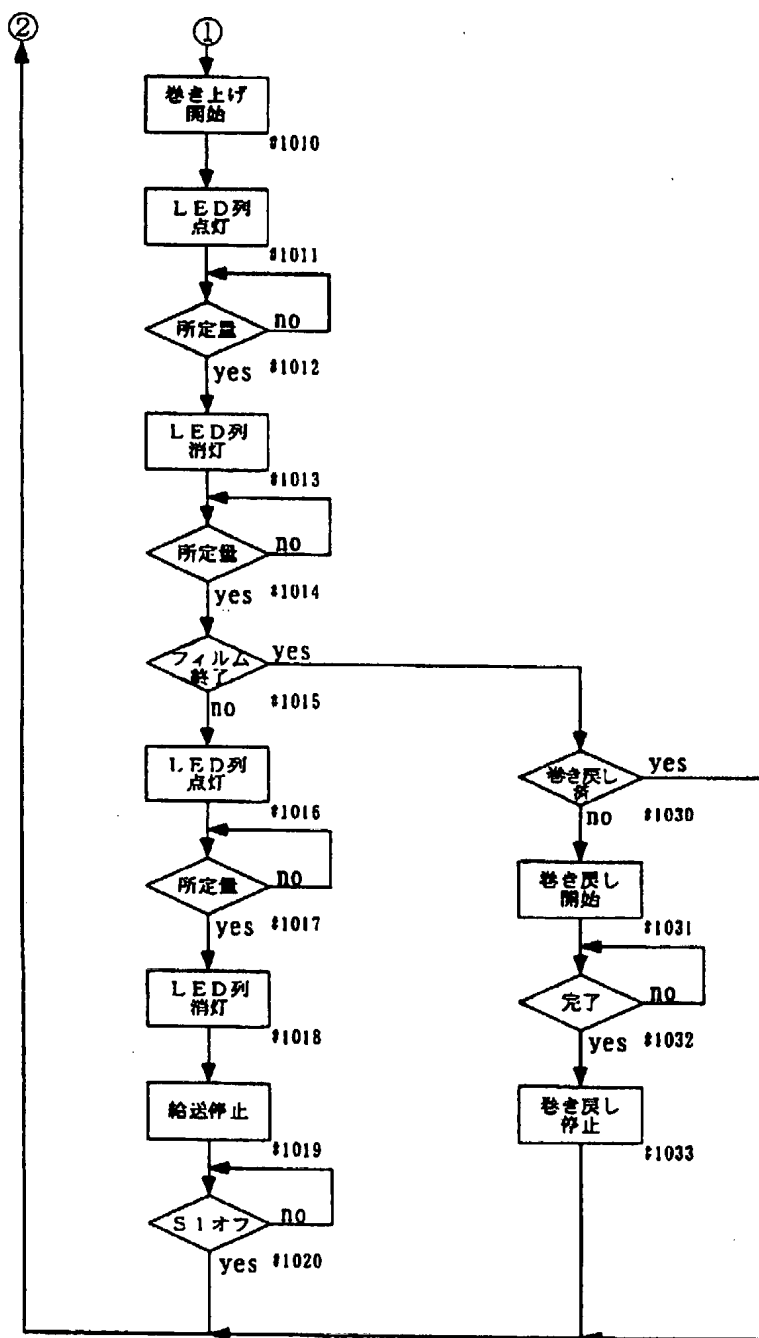 ②
①
巻き上げ
開始
#1010
LED列
点灯
#1011
所定量
no
yes
#1012
LED列
消灯
#1013
所定量
no
yes
#1014
フィルム
終了
yes
no
#1015
LED列
点灯
#1016
所定量
no
yes
#1017
LED列
消灯
#1018
給送停止
#1019
S1オフ
no
yes
#1020
巻き戻し
済
yes
no
#1030
巻き戻し
開始
#1031
完了
no
yes
#1032
巻き戻し
停止
#1033